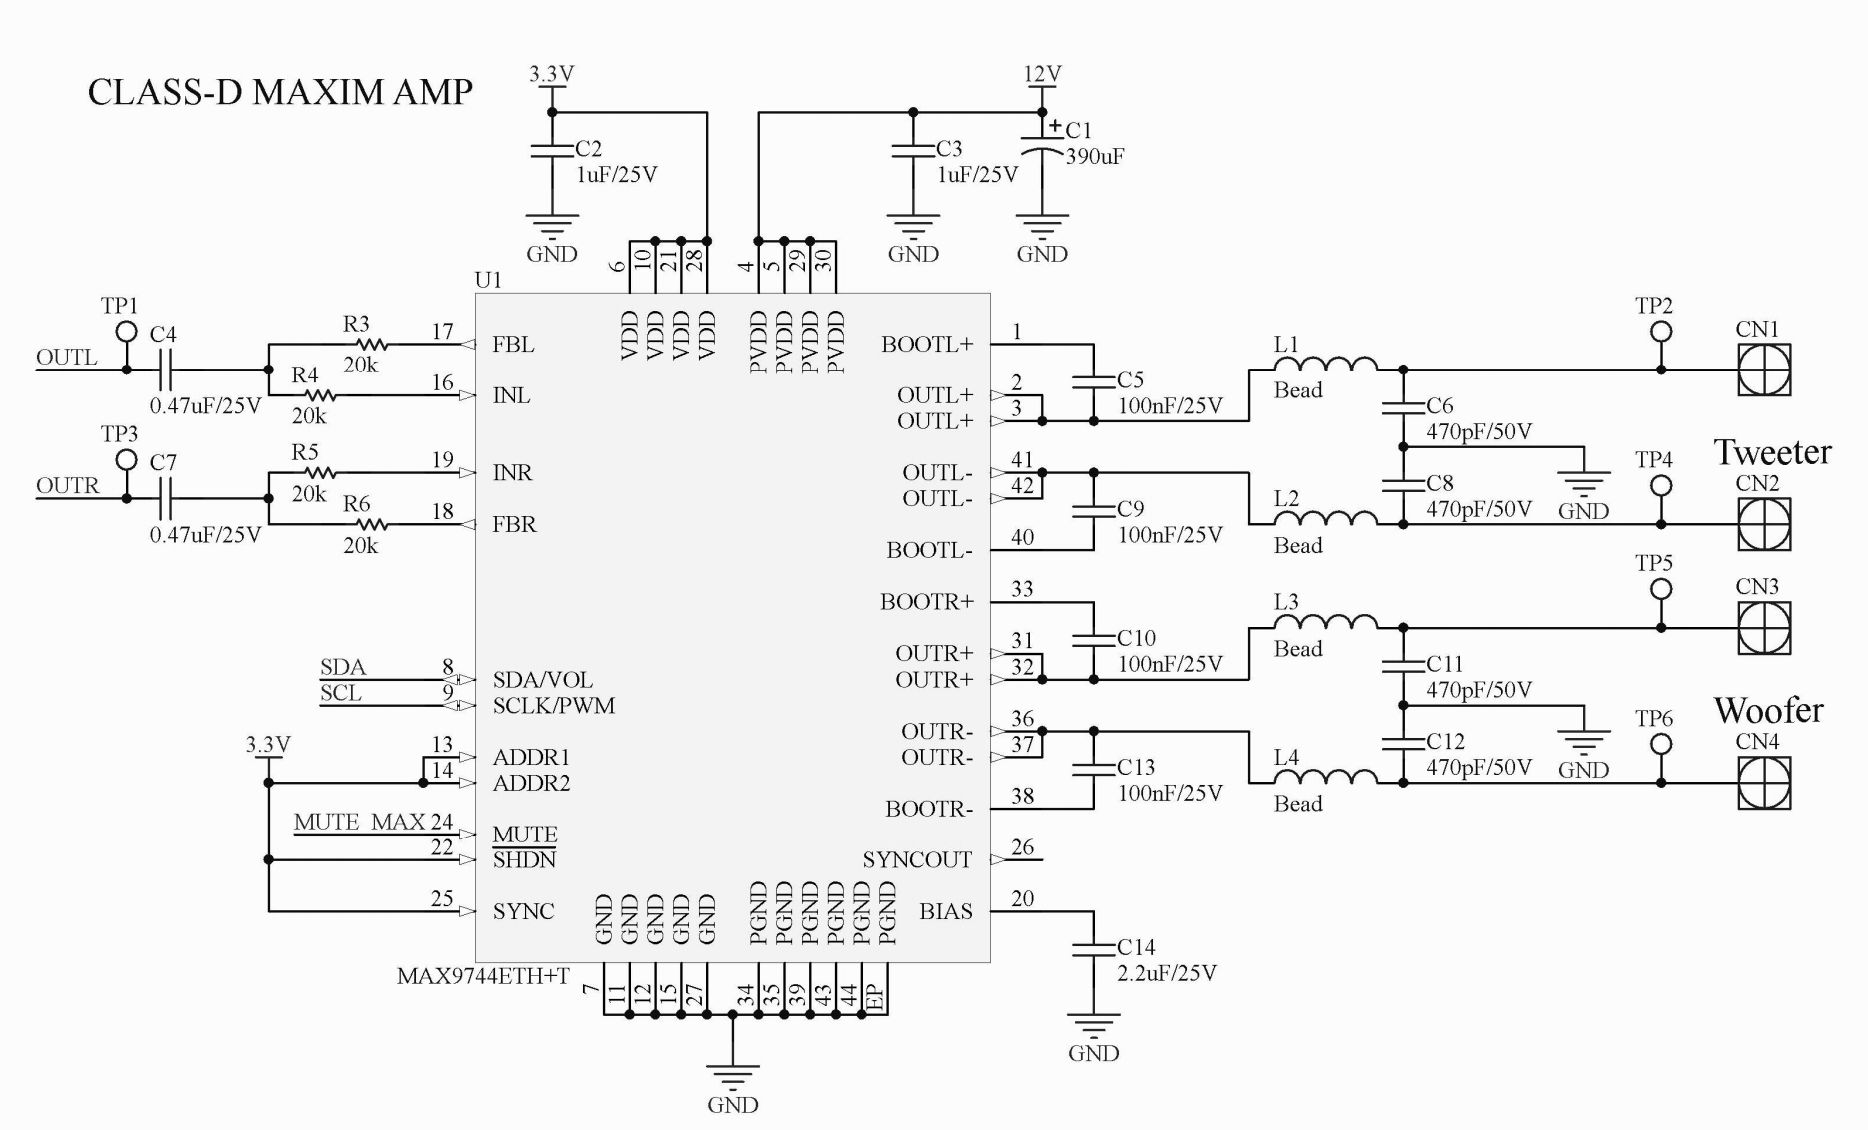 CLASS-D MAXIM AMP
3.3V
12V
C2
1uF/25V
GND
C3
1uF/25V
GND
+
C1
390uF
GND
U1
6
10
21
28
4
5
29
30
VDD
VDD
VDD
VDD
PVDD
PVDD
PVDD
PVDD
TP1
OUTL
C4
0.47uF/25V
R3
20k
17
FBL
R4
20k
16
INL
TP3
OUTR
C7
0.47uF/25V
R5
20k
19
INR
R6
20k
18
FBR
SDA
8
SDA/VOL
SCL
9
SCLK/PWM
3.3V
13
ADDR1
14
ADDR2
MUTE MAX
24
MUTE
22
SHDN
25
SYNC
BOOTL+
1
OUTL+
2
OUTL+
3
C5
100nF/25V
OUTL-
41
OUTL-
42
C9
100nF/25V
BOOTL-
40
BOOTR+
33
OUTR+
31
OUTR+
32
C10
100nF/25V
OUTR-
36
OUTR-
37
C13
100nF/25V
BOOTR-
38
SYNCOUT
26
BIAS
20
C14
2.2uF/25V
GND
L1
Bead
C6
470pF/50V
TP2
CN1
L2
Bead
C8
470pF/50V
GND
TP4
Tweeter
CN2
L3
Bead
C11
470pF/50V
TP5
CN3
L4
Bead
C12
470pF/50V
GND
TP6
Woofer
CN4
GND
GND
GND
GND
GND
PGND
PGND
PGND
PGND
PGND
PGND
MAX9744ETH+T
7
11
12
15
27
34
35
39
43
44
EP
GND